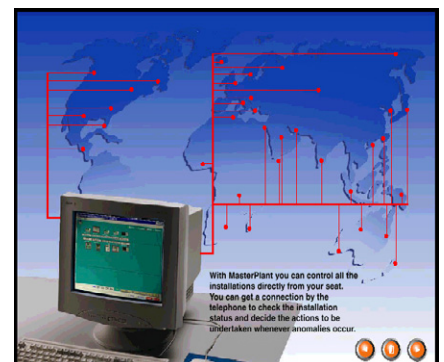 With MasterPlant you can control all the
installations directly from your seat.
You can get a connection by the
telephone to check the installation
status and decide the actions to be
undertaken whenever anomalies occur.